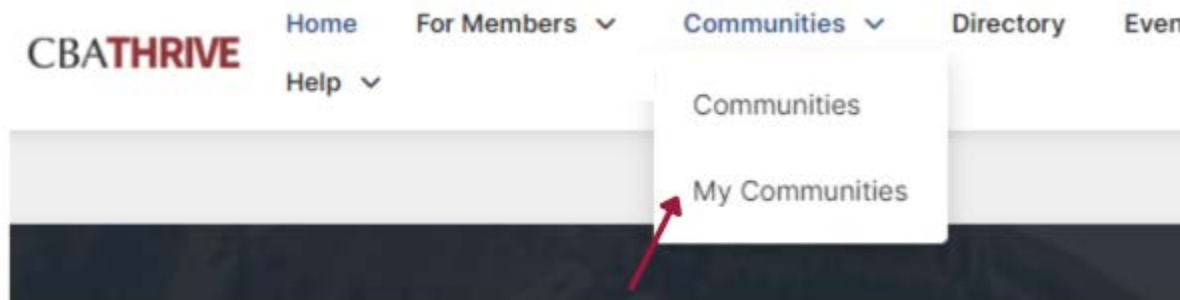 CBATHRIVE
Home For Members Communities Directory
Help
Communities
My Communities